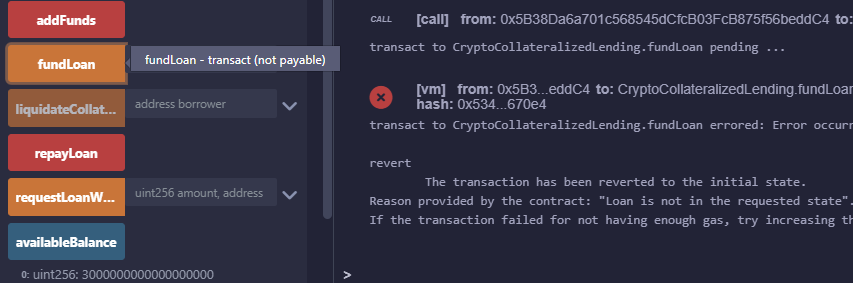 addFunds
fundLoan
fundLoan - transact (not payable)
liquidateCollat...
address borrower
repayLoan
requestLoanW...
uint256 amount, address
availableBalance
0: uint256: 3000000000000000000
CALL [call] from: 0x5B38Da6a701c568545dCfcB03FcB875f56beddC4 to:
transact to CryptoCollateralizedLending.fundLoan pending ...
[vm] from: 0x5B3...eddC4 to: CryptoCollateralizedLending.fundLoan
hash: 0x534...670e4
transact to CryptoCollateralizedLending.fundLoan errored: Error occurr
revert
The transaction has been reverted to the initial state.
Reason provided by the contract: "Loan is not in the requested state".
If the transaction failed for not having enough gas, try increasing th
>